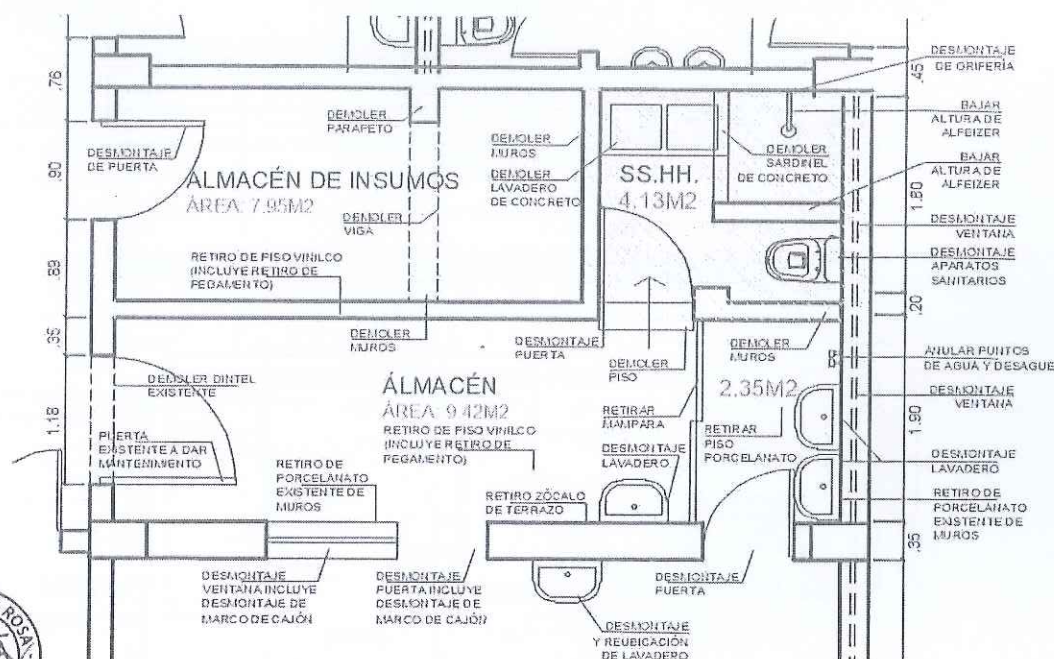 .76
.90
.89
.35
1.18
DEMOLER
PARAPETO
DESMONTAJE
DE PUERTA
ALMACÉN DE INSUMOS
ÁREA: 7.95M2
DEMOLER
VIGA
RETIRO DE PISO VINILCO
(INCLUYE RETIRO DE
PEGAMENTO)
DEMOLER
MUROS
DEMOLER
LAVADERO
DE CONCRETO
SS.HH.
4.13M2
DEMOLER
SARDINEL
DE CONCRETO
DESMONTAJE
DE GRIFERÍA
BAJAR
ALTURA DE
ALFEIZER
BAJAR
ALTURA DE
ALFEIZER
DESMONTAJE
VENTANA
DESMONTAJE
APARATOS
SANITARIOS
.45
1.80
.20
1.90
.35
DEMOLER
MUROS
DESMONTAJE
PUERTA
DEMOLER
PISO
DEMOLER
MUROS
ANULAR PUNTOS
DE AGUA Y DESAGUE
DESMONTAJE
VENTANA
DEMOLER DINTEL
EXISTENTE
ÁLMACÉN
ÁREA: 9.42M2
RETIRO DE PISO VINILCO
(INCLUYE RETIRO DE
PEGAMENTO)
2.35M2
RETIRAR
MAMPARA
RETIRAR
PISO
PORCELANATO
PUERTA
EXISTENTE A DAR
MANTENIMIENTO
RETIRO DE
PORCELANATO
EXISTENTE DE
MUROS
DESMONTAJE
LAVADERO
RETIRO ZÓCALO
DE TERRAZO
DESMONTAJE
LAVADERO
RETIRO DE
PORCELANATO
EXISTENTE DE
MUROS
DESMONTAJE
VENTANA INCLUYE
DESMONTAJE DE
MARCO DE CAJÓN
DESMONTAJE
PUERTA INCLUYE
DESMONTAJE DE
MARCO DE CAJÓN
DESMONTAJE
PUERTA
DESMONTAJE
Y REUBICACIÓN
DE LAVADERO
ROSA